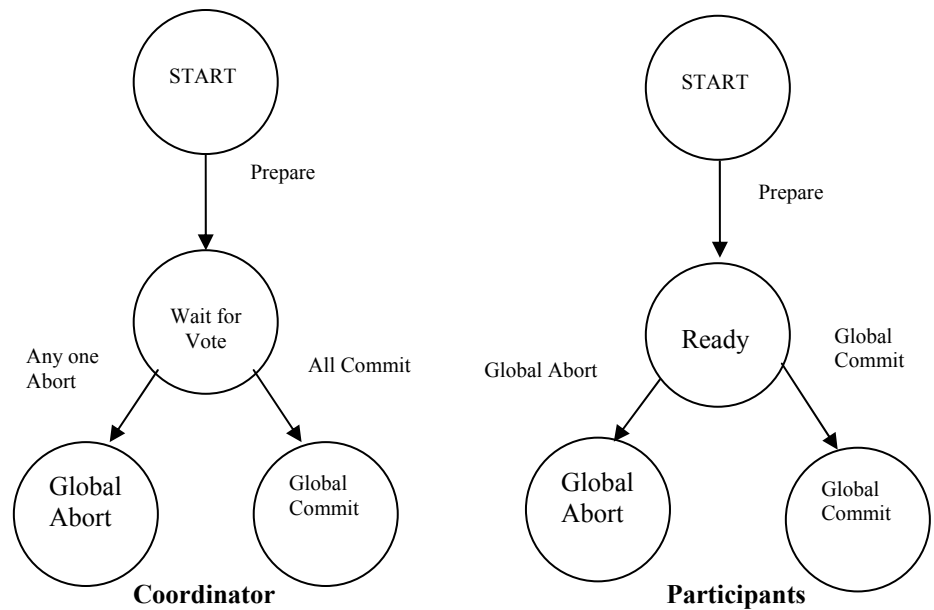 START
Prepare
Wait for
Vote
Any one
Abort
All Commit
Global
Abort
Global
Commit
Coordinator
START
Prepare
Ready
Global Abort
Global
Commit
Global
Abort
Global
Commit
Participants